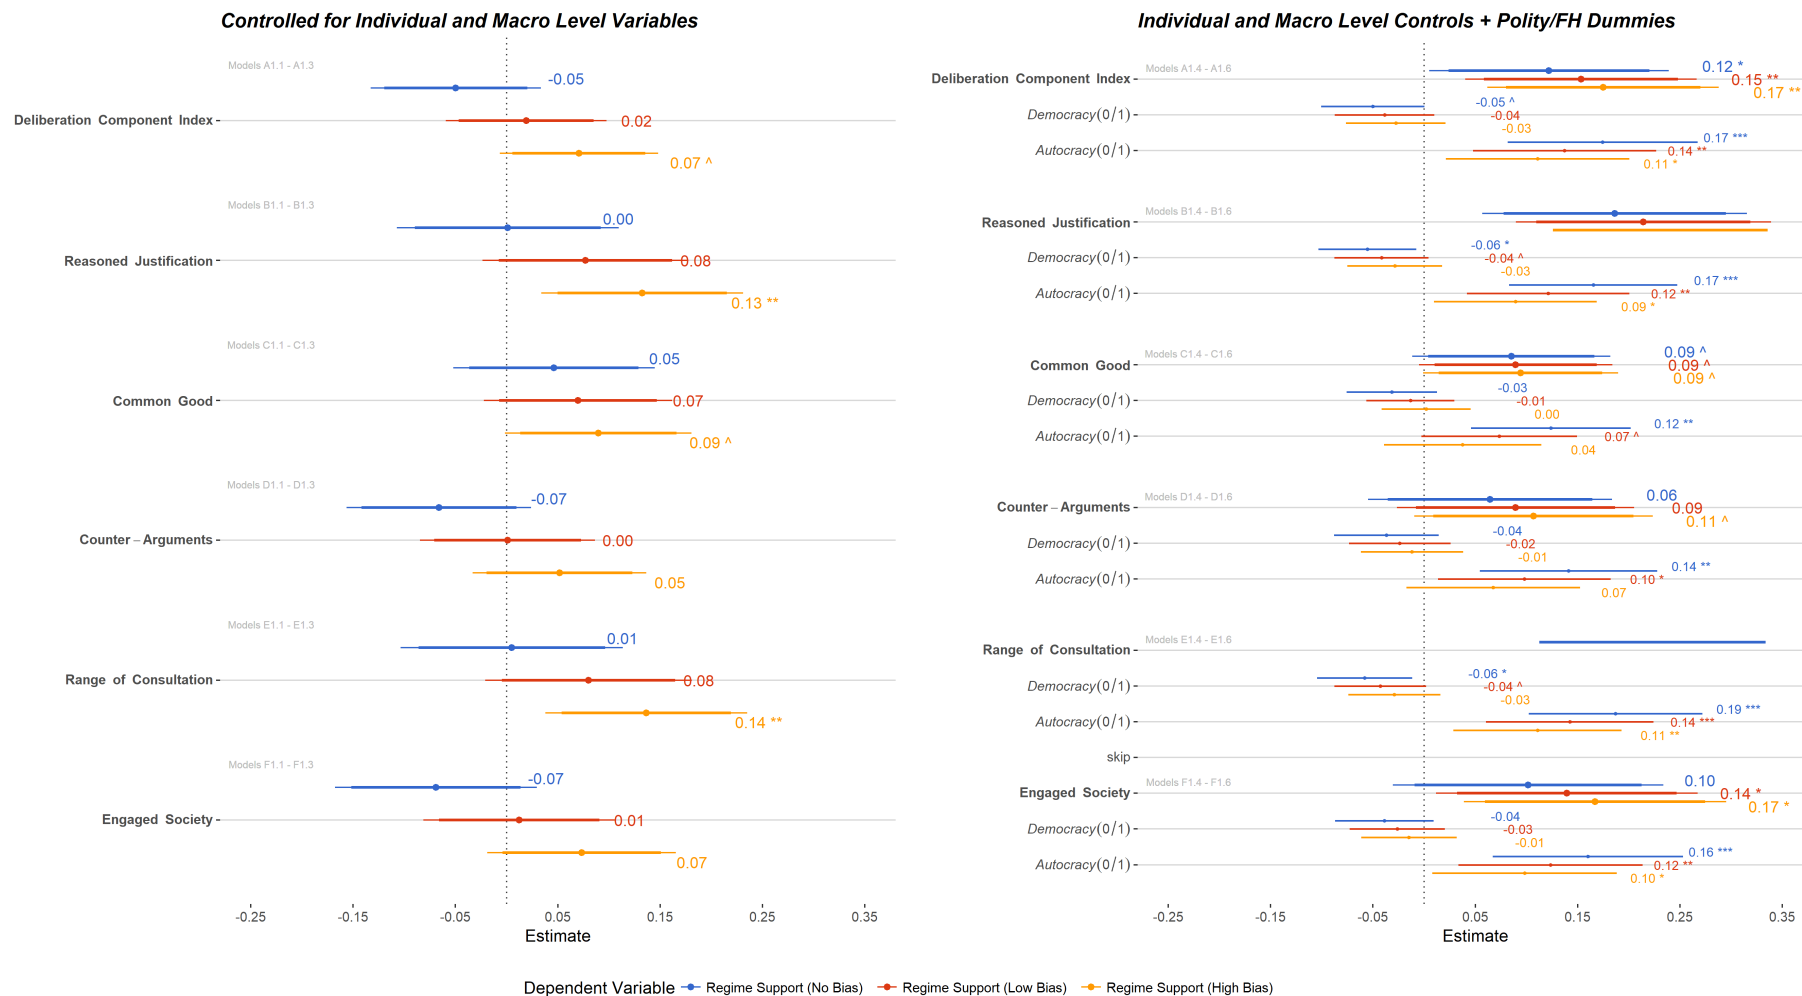 Controlled for Individual and Macro Level Variables
Models A1.1 - A1.3
-0.05
Deliberation Component Index
0.02
0.07 ^
Models B1.1 - B1.3
0.00
Reasoned Justification
0.08
0.13 **
Models C1.1 - C1.3
0.05
Common Good
0.07
0.09 ^
Models D1.1 - D1.3
-0.07
Counter–Arguments
0.00
0.05
Models E1.1 - E1.3
0.01
Range of Consultation
0.08
0.14 **
Models F1.1 - F1.3
-0.07
Engaged Society
0.01
0.07
-0.25 -0.15 -0.05 0.05 0.15 0.25 0.35
Estimate
Individual and Macro Level Controls + Polity/FH Dummies
Models A1.4 - A1.6
0.12 *
Deliberation Component Index
0.15 **
0.17 **
-0.05 ^
Democracy(0/1)
-0.04
-0.03
0.17 ***
Autocracy(0/1)
0.14 **
0.11 *
Models B1.4 - B1.6
Reasoned Justification
-0.06 *
Democracy(0/1)
-0.04 ^
-0.03
0.17 ***
Autocracy(0/1)
0.12 **
0.09 *
Models C1.4 - C1.6
0.09 ^
Common Good
0.09 ^
0.09 ^
-0.03
Democracy(0/1)
-0.01
0.00
0.12 **
Autocracy(0/1)
0.07 ^
0.04
Models D1.4 - D1.6
0.06
Counter–Arguments
0.09
0.11 ^
-0.04
Democracy(0/1)
-0.02
-0.01
0.14 **
Autocracy(0/1)
0.10 *
0.07
Models E1.4 - E1.6
Range of Consultation
-0.06 *
Democracy(0/1)
-0.04 ^
-0.03
0.19 ***
Autocracy(0/1)
0.14 ***
0.11 **
skip
Models F1.4 - F1.6
0.10
Engaged Society
0.14 *
0.17 *
-0.04
Democracy(0/1)
-0.03
-0.01
0.16 ***
Autocracy(0/1)
0.12 **
0.10 *
-0.25 -0.15 -0.05 0.05 0.15 0.25 0.35
Estimate
Dependent Variable Regime Support (No Bias) Regime Support (Low Bias) Regime Support (High Bias)